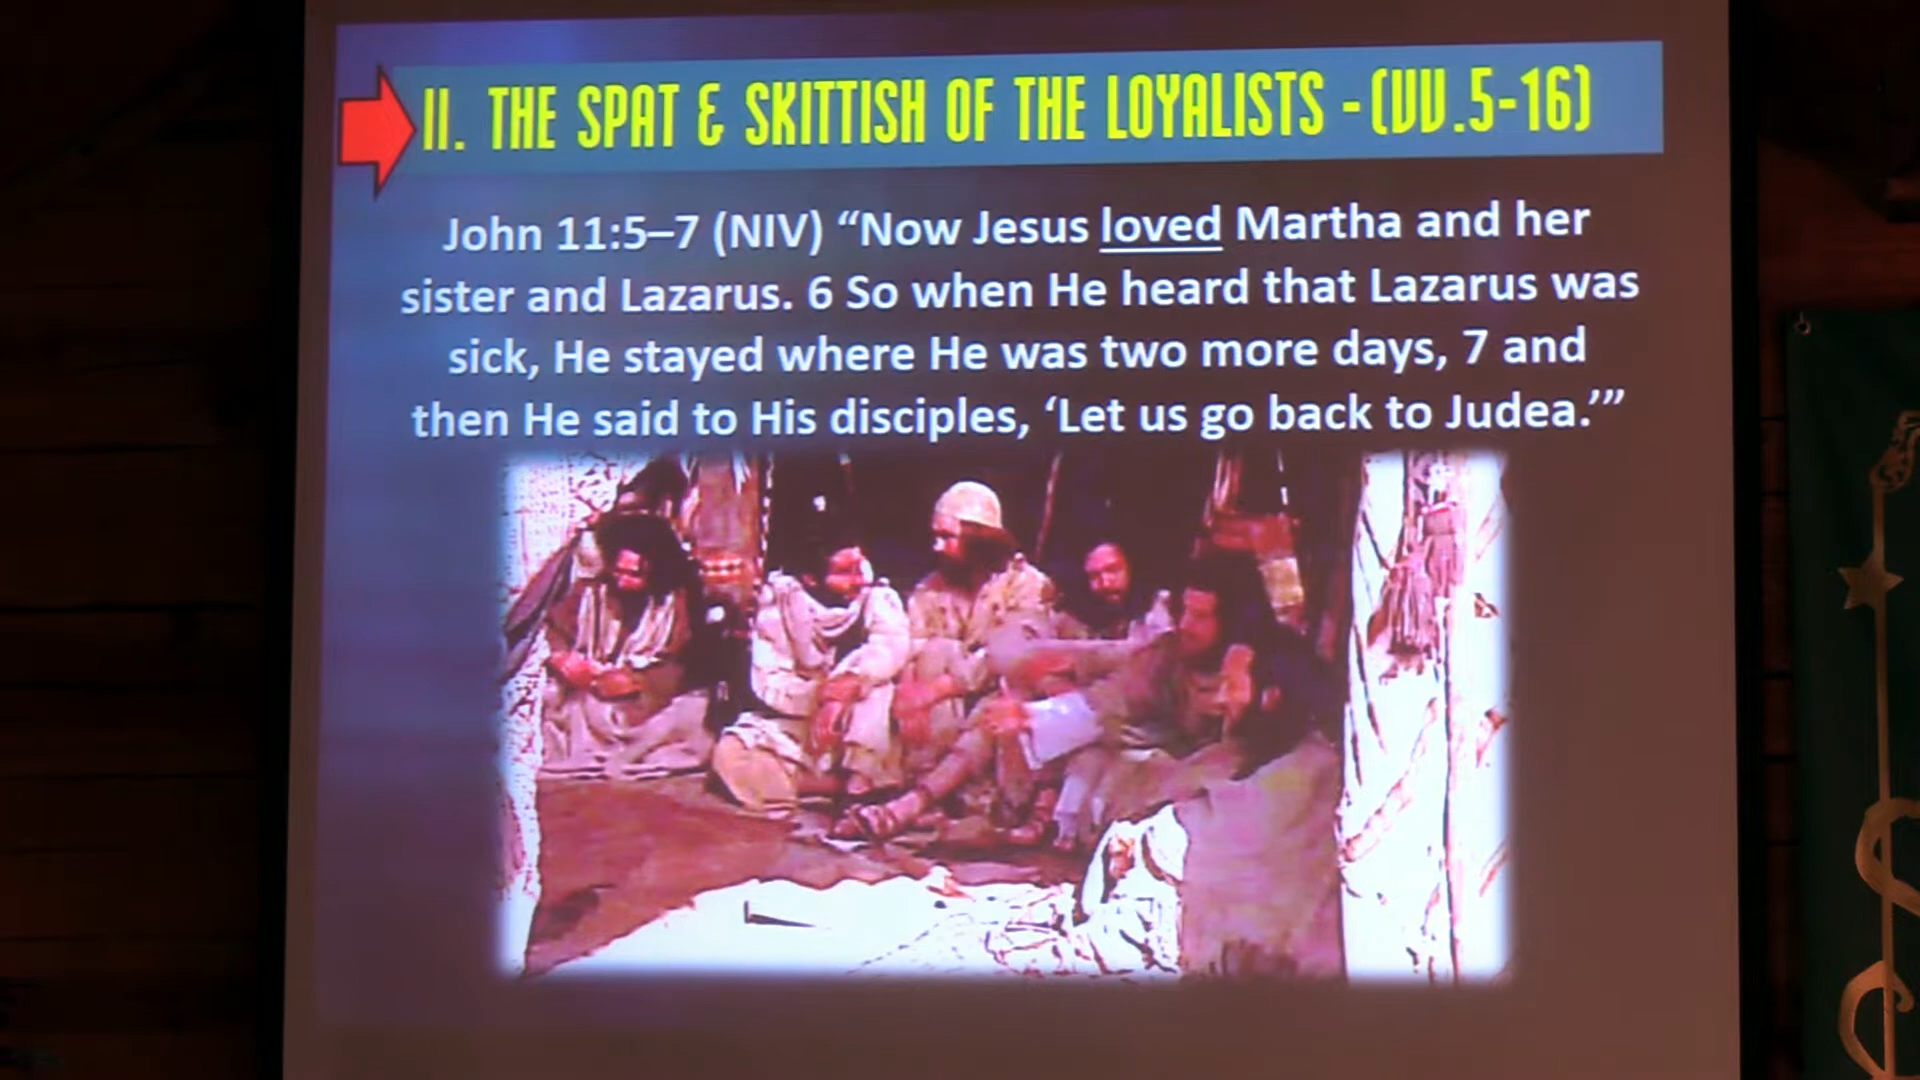 II. THE SPAT & SKITTISH OF THE LOYALISTS - (VV.5-16)
John 11:5–7 (NIV) “Now Jesus loved Martha and her
sister and Lazarus. 6 So when He heard that Lazarus was
sick, He stayed where He was two more days, 7 and
then He said to His disciples, ‘Let us go back to Judea.’”